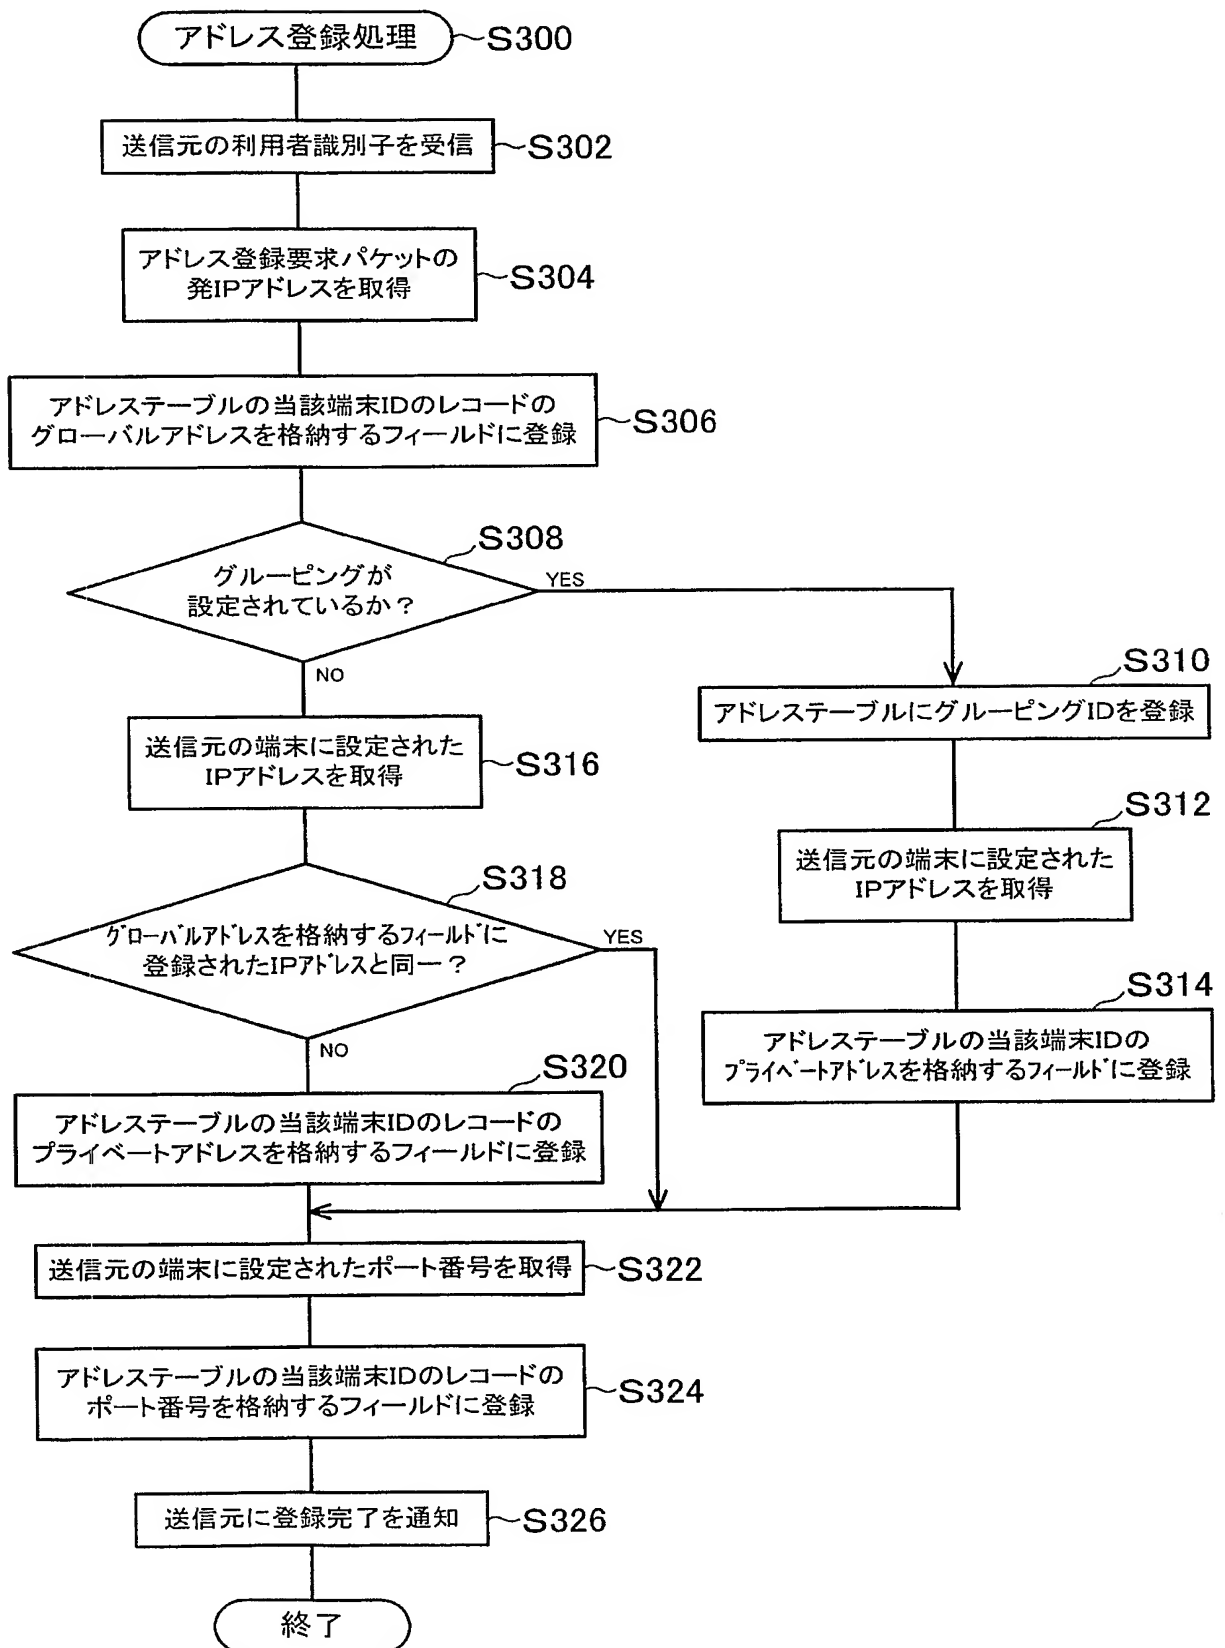 アドレス登録処理
S300
送信元の利用者識別子を受信
S302
アドレス登録要求パケットの
発IPアドレスを取得
S304
アドレステーブルの当該端末IDのレコードの
グローバルアドレスを格納するフィールドに登録
S306
グルーピングが
設定されているか？
S308
YES
NO
S310
アドレステーブルにグルーピングIDを登録
送信元の端末に設定された
IPアドレスを取得
S316
S312
送信元の端末に設定された
IPアドレスを取得
S318
グローバルアドレスを格納するフィールドに
登録されたIPアドレスと同一？
YES
NO
S314
アドレステーブルの当該端末IDの
プライベートアドレスを格納するフィールドに登録
S320
アドレステーブルの当該端末IDのレコードの
プライベートアドレスを格納するフィールドに登録
送信元の端末に設定されたポート番号を取得
S322
アドレステーブルの当該端末IDのレコードの
ポート番号を格納するフィールドに登録
S324
送信元に登録完了を通知
S326
終了